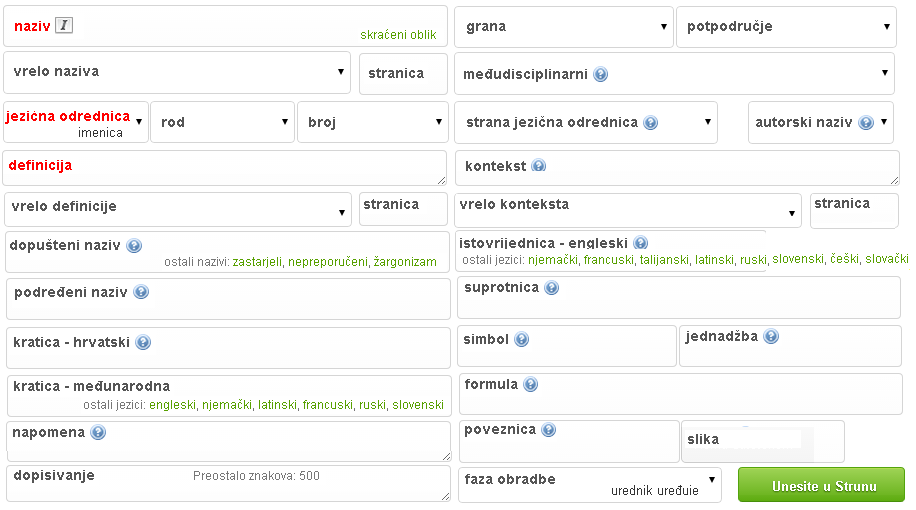 naziv I
skraćeni oblik
grana
potpodručje
vrelo naziva
stranica
međudisciplinarni ?
jezična odrednica
imenica
rod
broj
strana jezična odrednica ?
autorski naziv ?
definicija
kontekst ?
vrelo definicije
stranica
vrelo konteksta
stranica
dopušteni naziv ?
ostali nazivi: zastarjeli, nepreporučeni, žargonizam
istovrijednica - engleski ?
ostali jezici: njemački, francuski, talijanski, latinski, ruski, slovenski, češki, slovački
podređeni naziv ?
suprotnica ?
kratica - hrvatski ?
simbol ?
jednadžba ?
kratica - međunarodna
ostali jezici: engleski, njemački, latinski, francuski, ruski, slovenski
formula ?
napomena ?
poveznica ?
slika
dopisivanje
Preostalo znakova: 500
faza obradbe
urednik uređuje
Unesite u Strunu